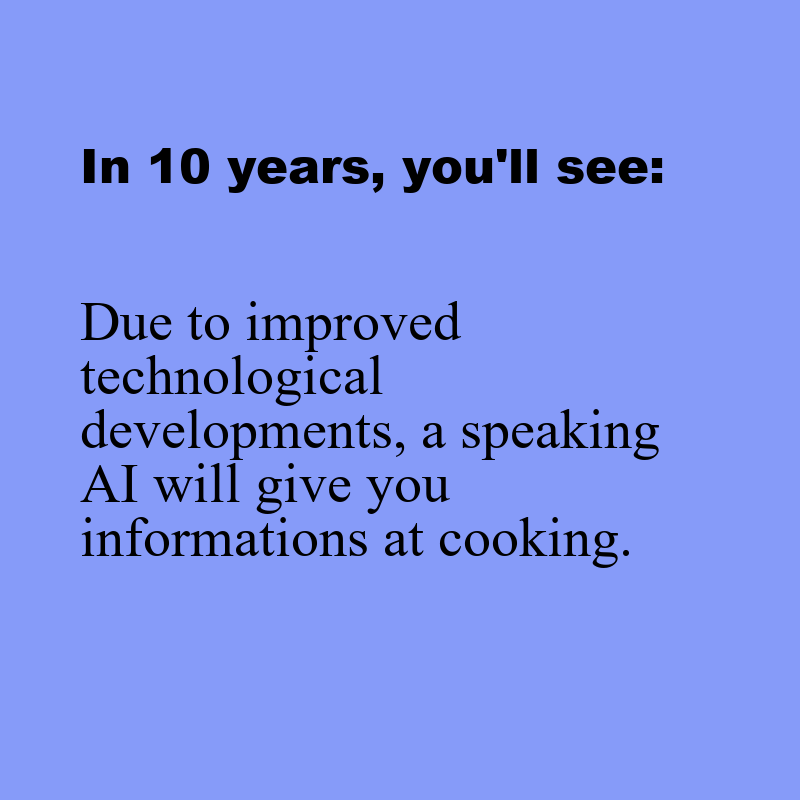 In 10 years, you'll see:
Due to improved
technological
developments, a speaking
AI will give you
informations at cooking.